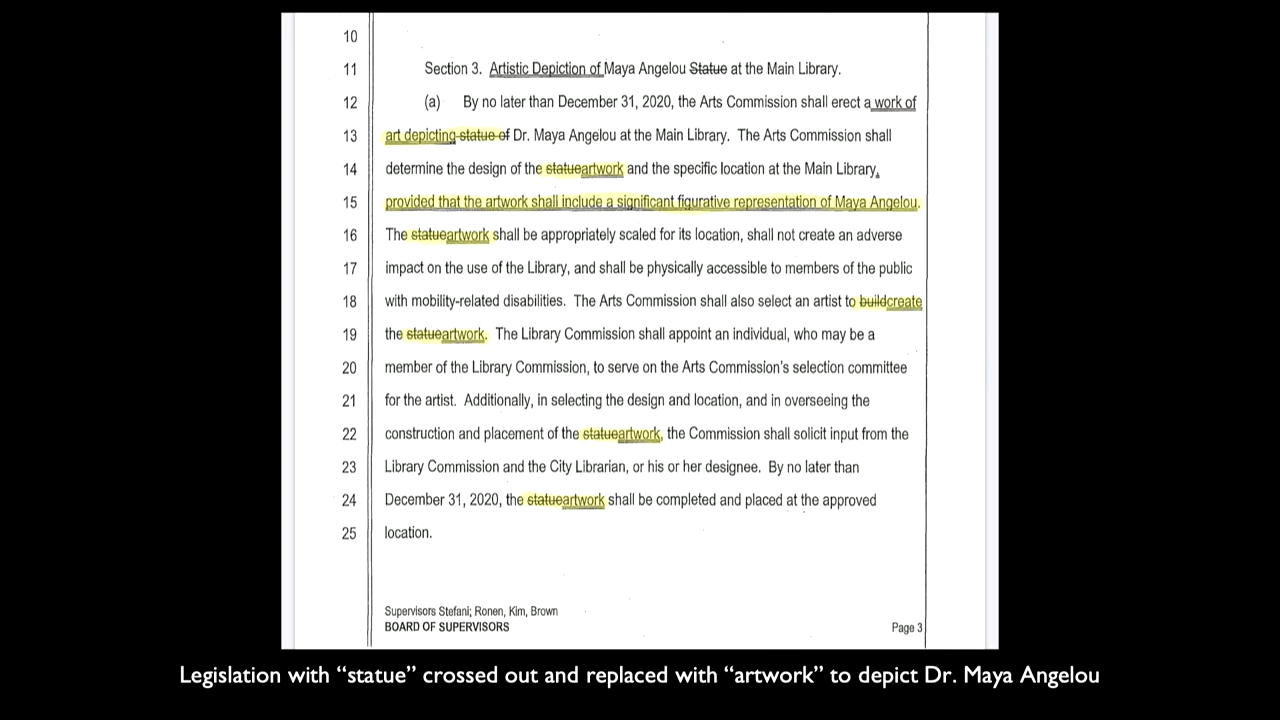 10
11 Section 3. Artistic Depiction of Maya Angelou Statue at the Main Library.
12 (a) By no later than December 31, 2020, the Arts Commission shall erect a work of
13 art depicting statue of Dr. Maya Angelou at the Main Library. The Arts Commission shall
14 determine the design of the statueartwork and the specific location at the Main Library,
15 provided that the artwork shall include a significant figurative representation of Maya Angelou.
16 The statueartwork shall be appropriately scaled for its location, shall not create an adverse
17 impact on the use of the Library, and shall be physically accessible to members of the public
18 with mobility-related disabilities. The Arts Commission shall also select an artist to buildcreate
19 the statueartwork. The Library Commission shall appoint an individual, who may be a
20 member of the Library Commission, to serve on the Arts Commission's selection committee
21 for the artist. Additionally, in selecting the design and location, and in overseeing the
22 construction and placement of the statueartwork, the Commission shall solicit input from the
23 Library Commission and the City Librarian, or his or her designee. By no later than
24 December 31, 2020, the statueartwork shall be completed and placed at the approved
25 location.
Supervisors Stefani; Ronen, Kim, Brown
BOARD OF SUPERVISORS Page 3
Legislation with “statue” crossed out and replaced with “artwork” to depict Dr. Maya Angelou